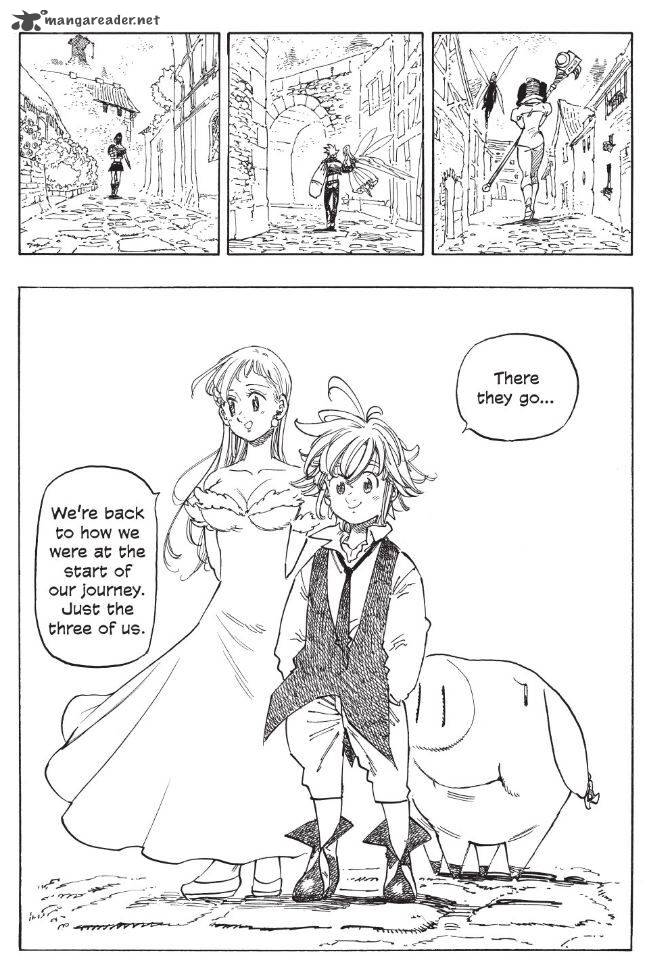 mangareader.net
There
they go...
We're back
to how we
were at the
start of
our journey.
Just the
three of us.